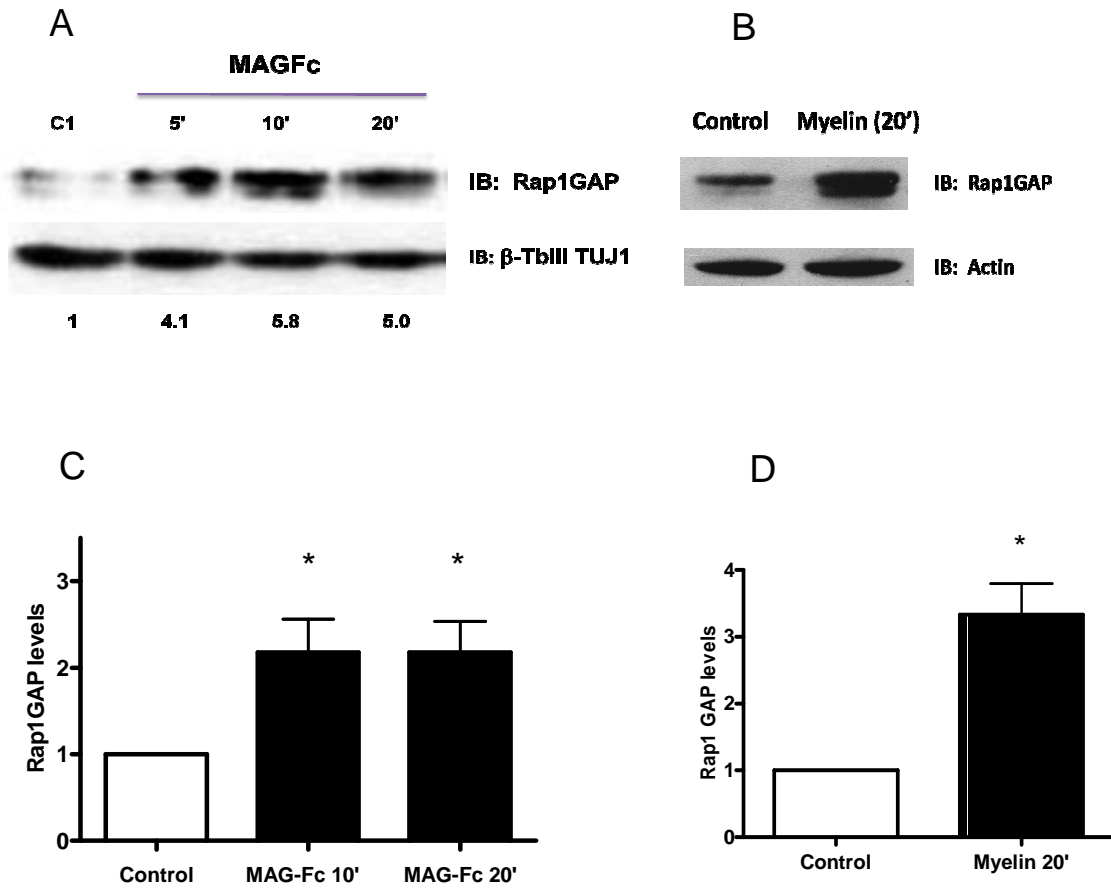 A
MAGFc
C1 5' 10' 20'
IB: Rap1GAP
IB: β-TbIII TUJ1
1 4.1 5.8 5.0
B
Control Myelin (20')
IB: Rap1GAP
IB: Actin
C
Rap1GAP levels
3
2
1
0
* *
Control MAG-Fc 10' MAG-Fc 20'
D
Rap1 GAP levels
4
3
2
1
0
*
Control Myelin 20'